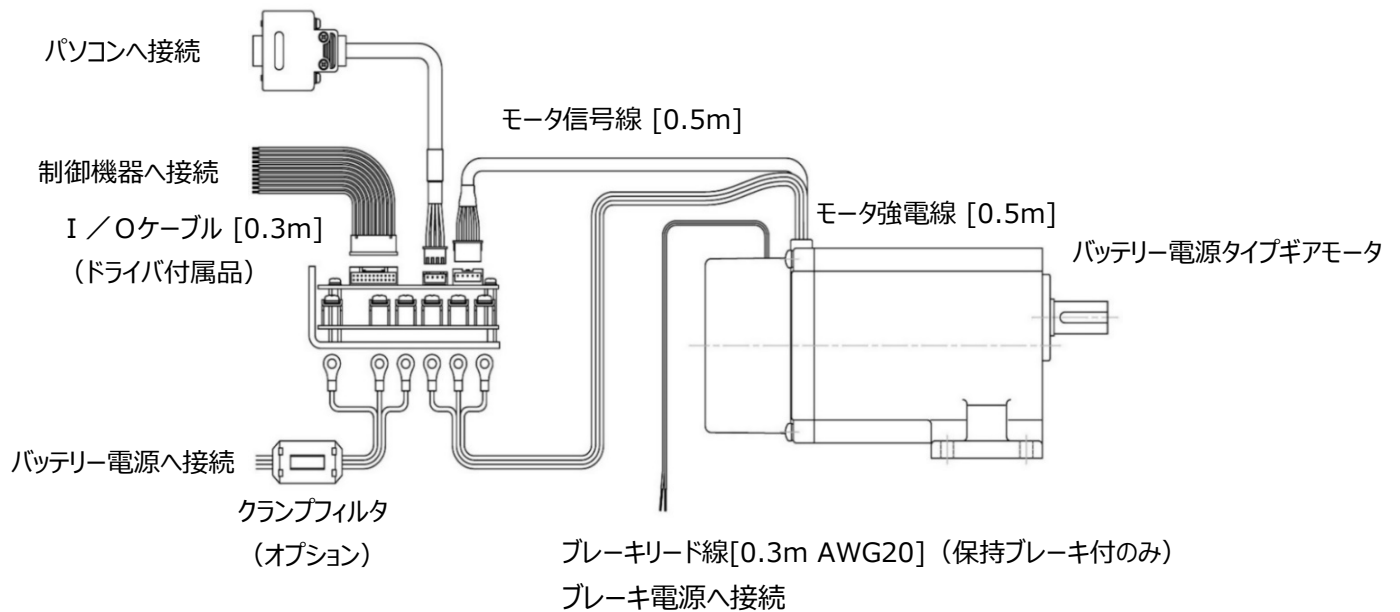 パソコンへ接続
モータ信号線 [0.5m]
制御機器へ接続
I／Oケーブル [0.3m]
（ドライバ付属品）
モータ強電線 [0.5m]
バッテリー電源タイプギアモータ
バッテリー電源へ接続
クランプフィルタ
（オプション）
ブレーキリード線[0.3m AWG20]（保持ブレーキ付のみ）
ブレーキ電源へ接続